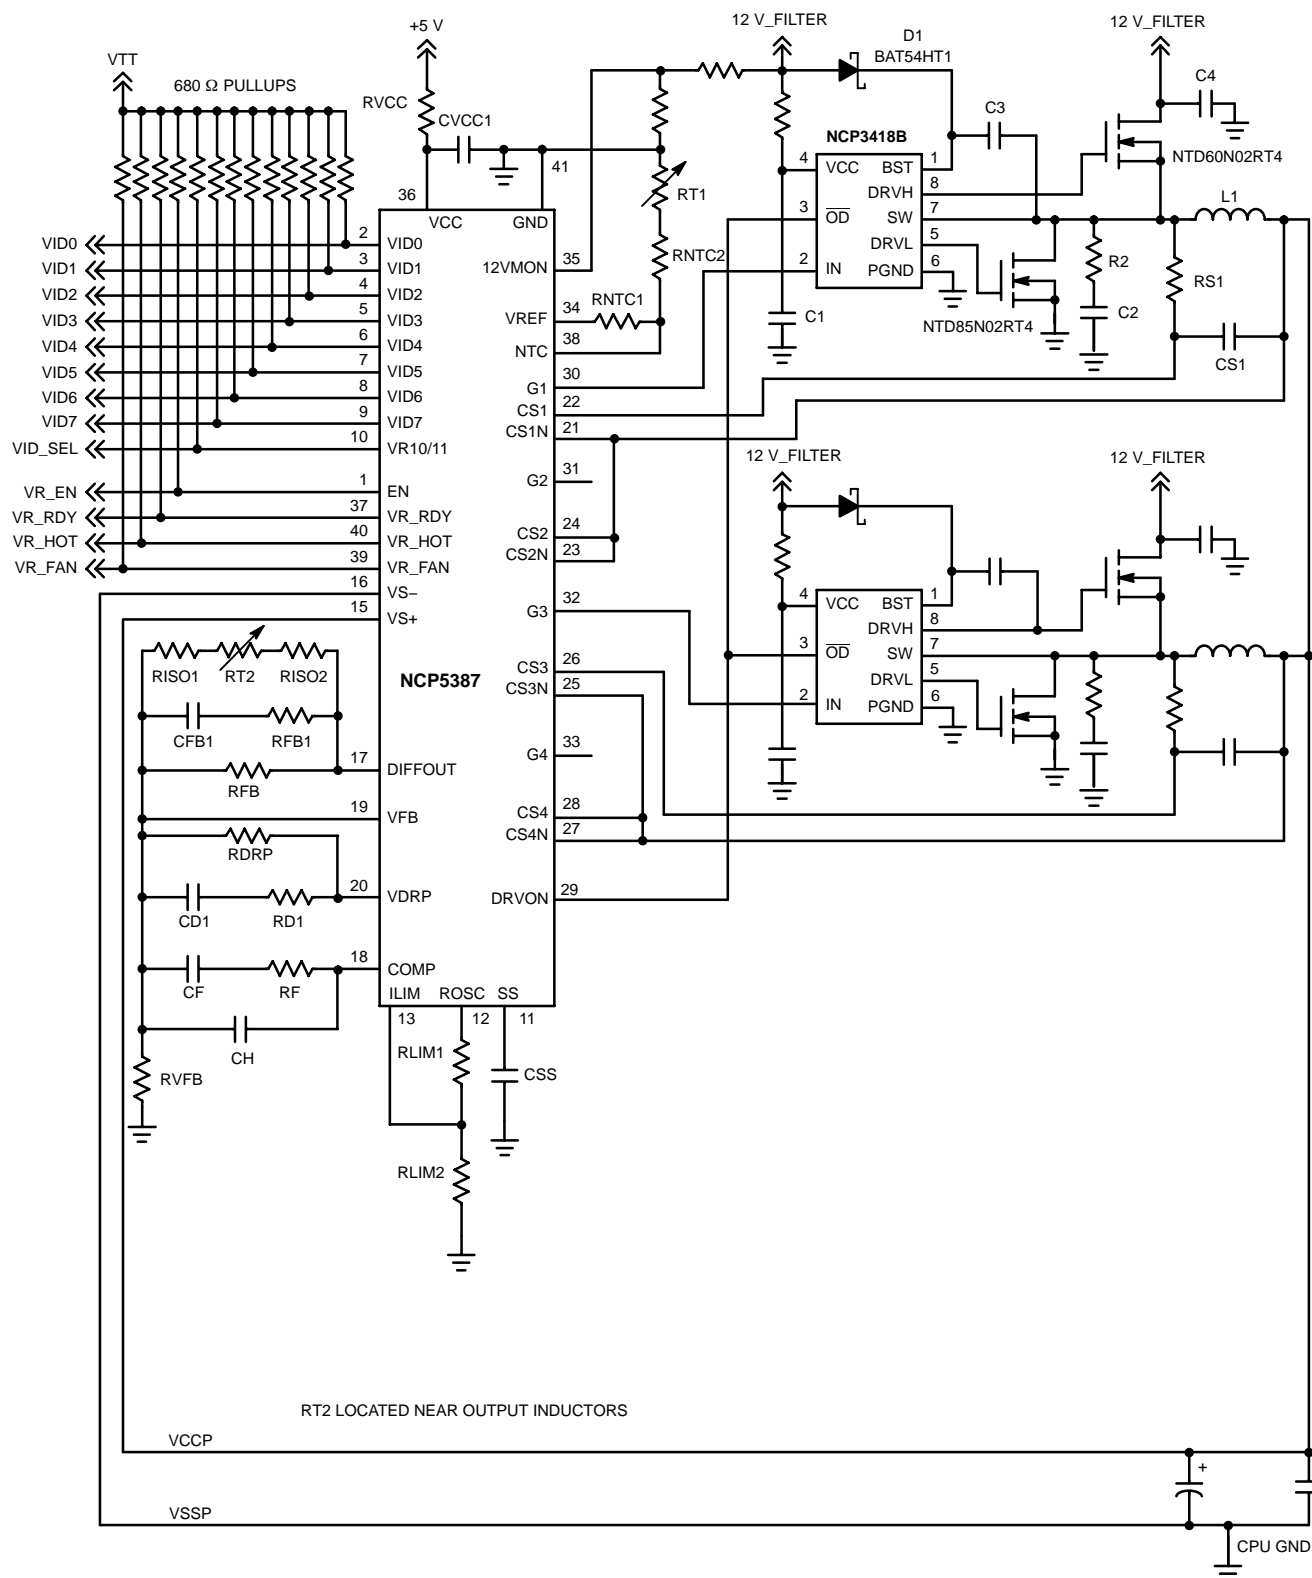 +5 V
12 V_FILTER
12 V_FILTER
D1
BAT54HT1
VTT
680 Ω PULLUPS
RVCC
CVCC1
C4
C3
NCP3418B
NTD60N02RT4
41
36
VCC
GND
RT1
4
VCC
BST
1
DRVH
8
3
OD
SW
7
L1
DRVL
5
2
IN
PGND
6
R2
RS1
C1
C2
NTD85N02RT4
CS1
VID0
2
VID0
VID1
3
VID1
VID2
4
VID2
VID3
5
VID3
VID4
6
VID4
VID5
7
VID5
VID6
8
VID6
VID7
9
VID7
VID_SEL
10
VR10/11
VR_EN
1
EN
VR_RDY
37
VR_RDY
VR_HOT
40
VR_HOT
VR_FAN
39
VR_FAN
16
VS–
15
VS+
12VMON
35
RNTC2
VREF
34
RNTC1
NTC
38
G1
30
CS1
22
CS1N
21
G2
31
CS2
24
CS2N
23
G3
32
CS3
26
CS3N
25
G4
33
CS4
28
CS4N
27
DRVON
29
12 V_FILTER
12 V_FILTER
4
VCC
BST
1
DRVH
8
3
OD
SW
7
DRVL
5
2
IN
PGND
6
NCP5387
RISO1
RT2
RISO2
CFB1
RFB1
17
DIFFOUT
RFB
19
VFB
RDRP
20
VDRP
CD1
RD1
18
COMP
CF
RF
CH
RVFB
ILIM
ROSC
SS
13
12
11
RLIM1
CSS
RLIM2
RT2 LOCATED NEAR OUTPUT INDUCTORS
VCCP
+
VSSP
CPU GND